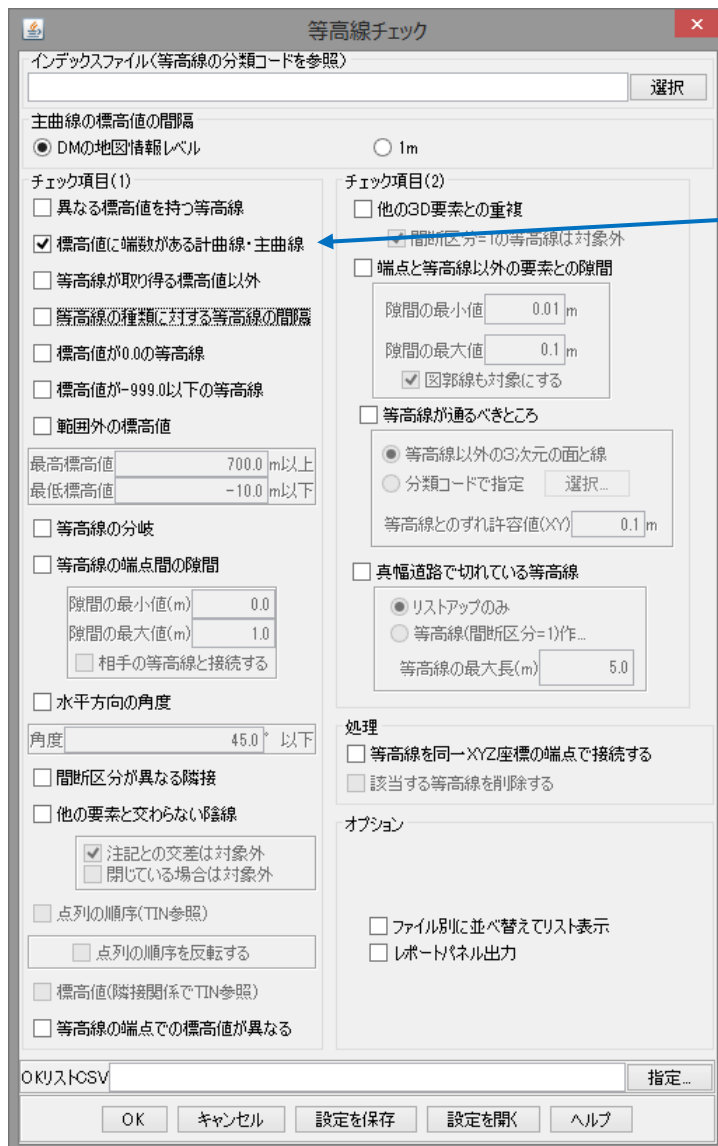 等高線チェック
インデックスファイル(等高線の分類コードを参照)
選択
主曲線の標高値の間隔
DMの地図情報レベル
1m
チェック項目(1)
異なる標高値を持つ等高線
標高値に端数がある計曲線・主曲線
等高線が取り得る標高値以外
等高線の種類に対する等高線の間隔
標高値が0.0の等高線
標高値が-999.0以下の等高線
範囲外の標高値
最高標高値 700.0 m以上
最低標高値 -10.0 m以下
等高線の分岐
等高線の端点間の隙間
隙間の最小値(m) 0.0
隙間の最大値(m) 1.0
相手の等高線と接続する
水平方向の角度
角度 45.0 ° 以下
間断区分が異なる隣接
他の要素と交わらない陰線
注記との交差は対象外
閉じている場合は対象外
点列の順序(TIN参照)
点列の順序を反転する
標高値(隣接関係でTIN参照)
等高線の端点での標高値が異なる
チェック項目(2)
他の3D要素との重複
間断区分=1の等高線は対象外
端点と等高線以外の要素との隙間
隙間の最小値 0.01 m
隙間の最大値 0.1 m
図郭線も対象にする
等高線が通るべきところ
等高線以外の3次元の面と線
分類コードで指定 選択...
等高線とのずれ許容値(XY) 0.1 m
真幅道路で切れている等高線
リストアップのみ
等高線(間断区分=1)作...
等高線の最大長(m) 5.0
処理
等高線を同一XYZ座標の端点で接続する
該当する等高線を削除する
オプション
ファイル別に並べ替えてリスト表示
レポートパネル出力
OKリストCSV 指定...
OK キャンセル 設定を保存 設定を開く ヘルプ